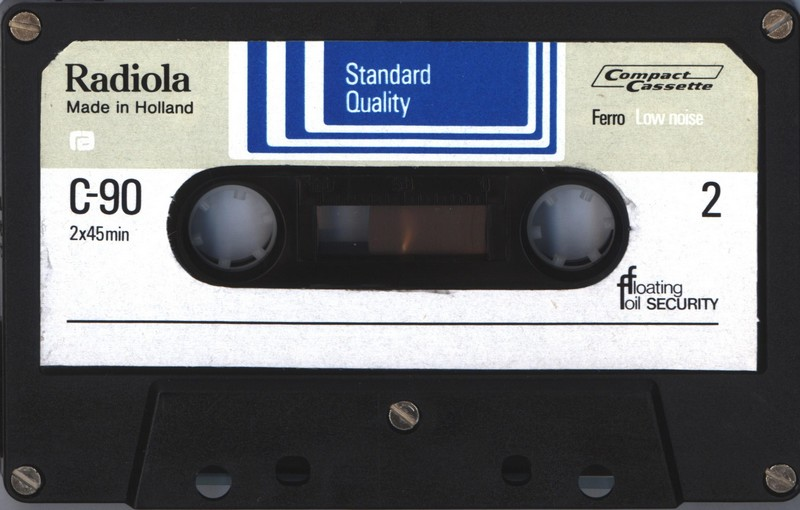 Radiola
Made in Holland
Standard
Quality
Compact
Cassette
Ferro Low noise
C-90
2x45min
2
floating
foil SECURITY